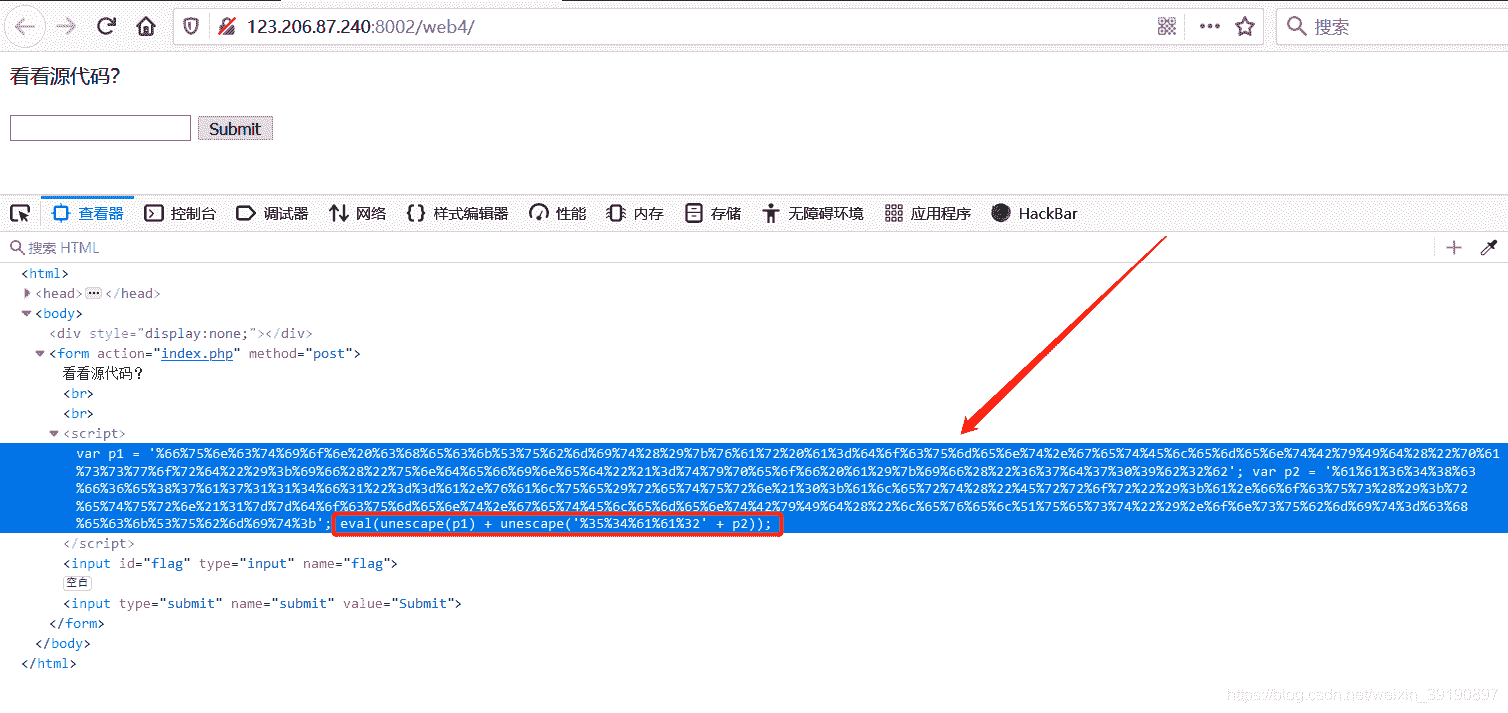 123.206.87.240:8002/web4/
搜索
看看源代码?
Submit
查看器 控制台 调试器 网络 样式编辑器 性能 内存 存储 无障碍环境 应用程序 HackBar
搜索 HTML
<html>
<head> ••• </head>
<body>
<div style="display:none;"></div>
<form action="index.php" method="post">
看看源代码?
<br>
<br>
<script>
var p1 = '%66%75%6e%63%74%69%6f%6e%20%63%68%65%63%6b%53%75%62%6d%69%74%28%29%7b%76%61%72%20%61%3d%64%6f%63%75%6d%65%6e%74%2e%67%65%74%45%6c%65%6d%65%6e%74%42%79%49%64%28%22%70%61
%73%73%77%6f%72%64%22%29%3b%69%66%28%22%75%6e%64%65%66%69%6e%65%64%22%21%3d%74%79%70%65%6f%66%20%61%29%7b%69%66%28%22%36%37%64%37%30%39%62%32%62'; var p2 = '%61%61%36%34%38%63
%66%36%65%38%37%61%37%31%31%34%66%31%22%3d%3d%61%2e%76%61%6c%75%65%29%72%65%74%75%72%6e%21%30%3b%61%6c%65%72%74%28%22%45%72%72%6f%72%22%29%3b%61%2e%66%6f%63%75%73%28%29%3b%72
%65%74%75%72%6e%21%31%7d%7d%64%6f%63%75%6d%65%6e%74%2e%67%65%74%45%6c%65%6d%65%6e%74%42%79%49%64%28%22%6c%65%76%65%6c%51%75%65%73%74%22%29%2e%6f%6e%73%75%62%6d%69%74%3d%63%68
%65%63%6b%53%75%62%6d%69%74%3b'; eval(unescape(p1) + unescape('%35%34%61%61%32' + p2));
</script>
<input id="flag" type="input" name="flag">
空白
<input type="submit" name="submit" value="Submit">
</form>
</body>
</html>
https://blog.csdn.net/weixin_39190897